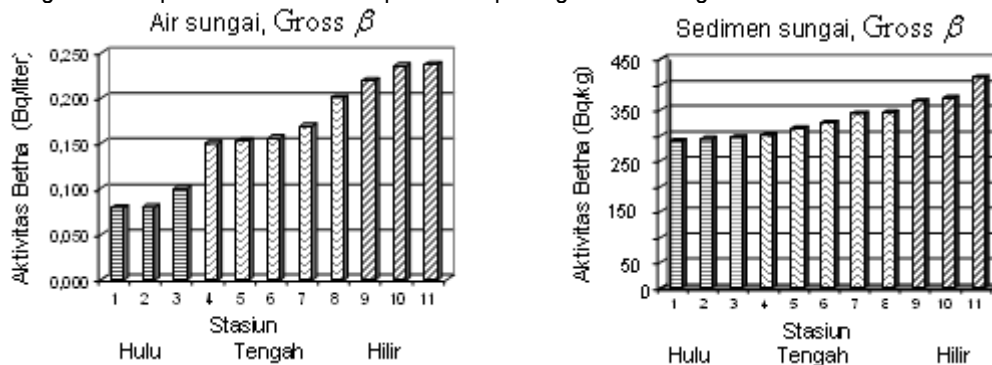 Air sungai, Gross β
Aktivitas Betha (Bq/liter)
0,250
0,200
0,150
0,100
0,050
0,000
1 2 3 4 5 6 7 8 9 10 11
Stasiun
Hulu Tengah Hilir
Sedimen sungai, Gross β
Aktivitas Betha (Bq/kg)
450
350
250
150
50
0
1 2 3 4 5 6 7 8 9 10 11
Stasiun
Hulu Tengah Hilir